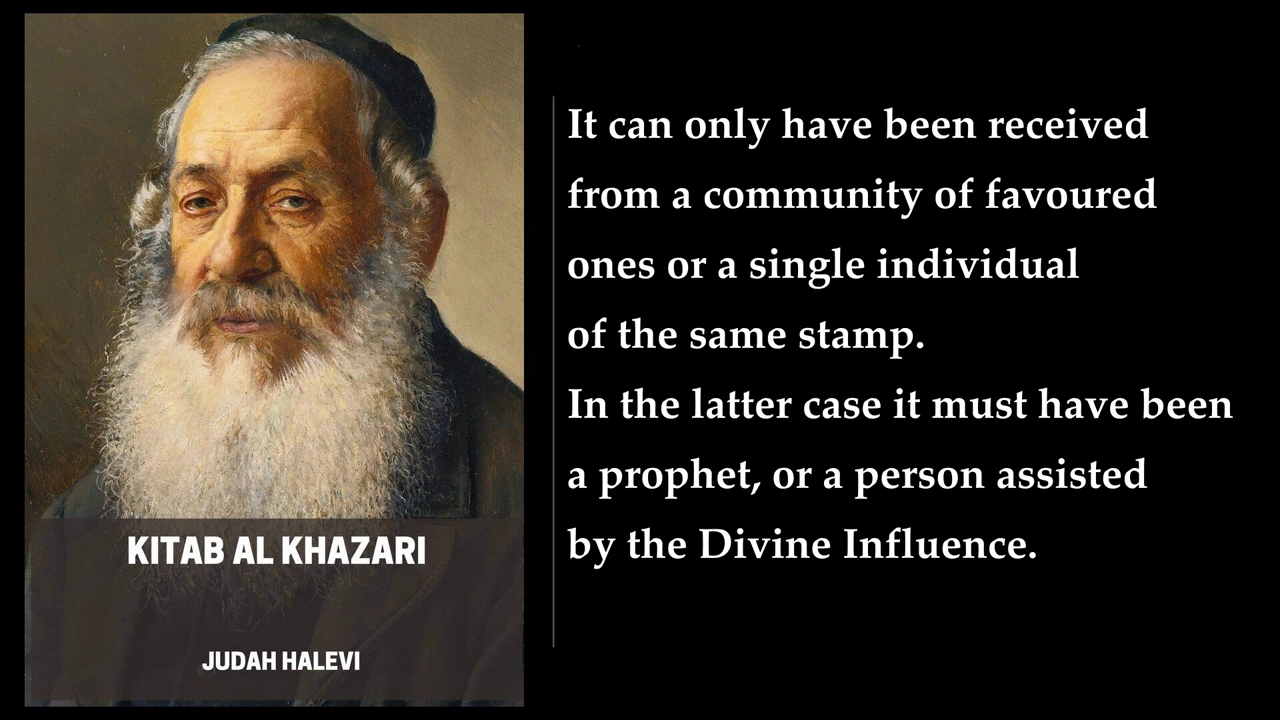 KITAB AL KHAZARI
JUDAH HALEVI
It can only have been received
from a community of favoured
ones or a single individual
of the same stamp.
In the latter case it must have been
a prophet, or a person assisted
by the Divine Influence.